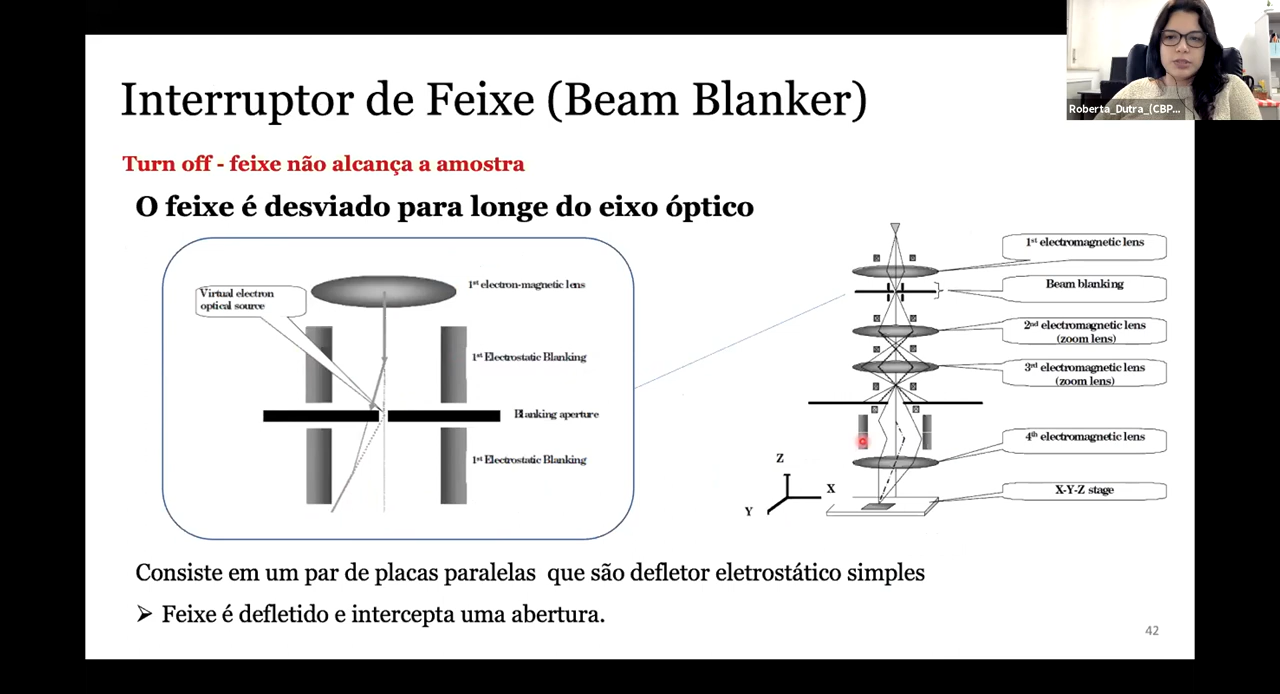 Roberta_Dutra_(CBP...
Interruptor de Feixe (Beam Blanker)
Turn off - feixe não alcança a amostra
O feixe é desviado para longe do eixo óptico
Virtual electron
optical source
1st electron-magnetic lens
1st Electrostatic Blanking
Blanking aperture
1st Electrostatic Blanking
1st electromagnetic lens
Beam blanking
2nd electromagnetic lens
(zoom lens)
3rd electromagnetic lens
(zoom lens)
4th electromagnetic lens
X-Y-Z stage
Z
X
Y
Consiste em um par de placas paralelas que são defletor eletrostático simples
➢ Feixe é defletido e intercepta uma abertura.
42